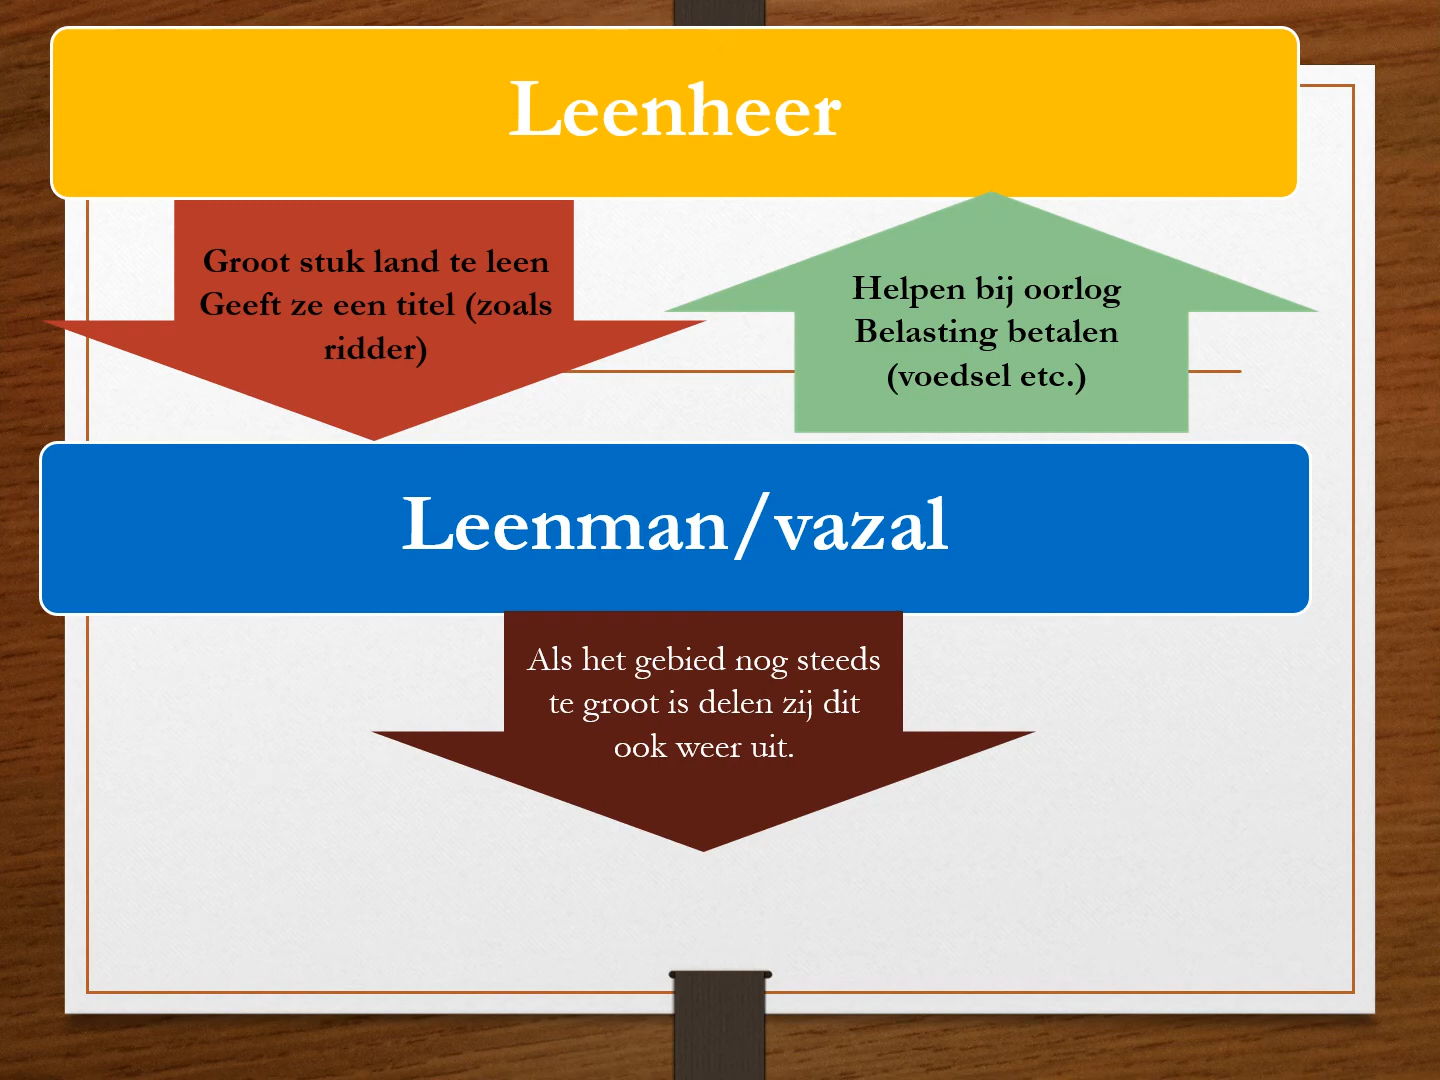 Leenheer
Groot stuk land te leen
Geeft ze een titel (zoals
ridder)
Helpen bij oorlog
Belasting betalen
(voedsel etc.)
Leenman/vazal
Als het gebied nog steeds
te groot is delen zij dit
ook weer uit.